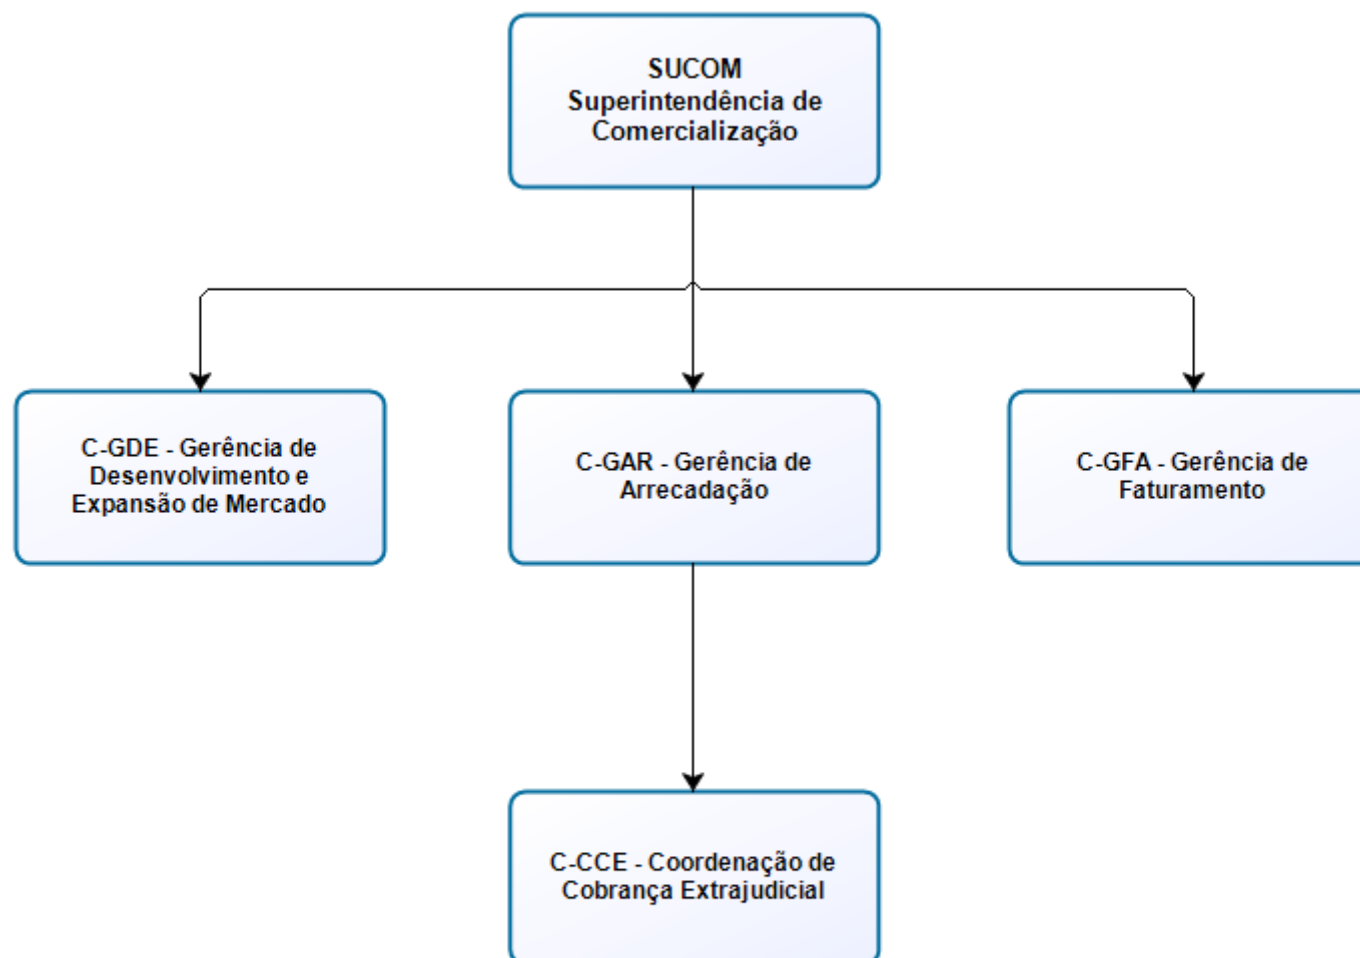 SUCOM
Superintendência de
Comercialização
C-GDE - Gerência de
Desenvolvimento e
Expansão de Mercado
C-GAR - Gerência de
Arrecadação
C-GFA - Gerência de
Faturamento
C-CCE - Coordenação de
Cobrança Extrajudicial